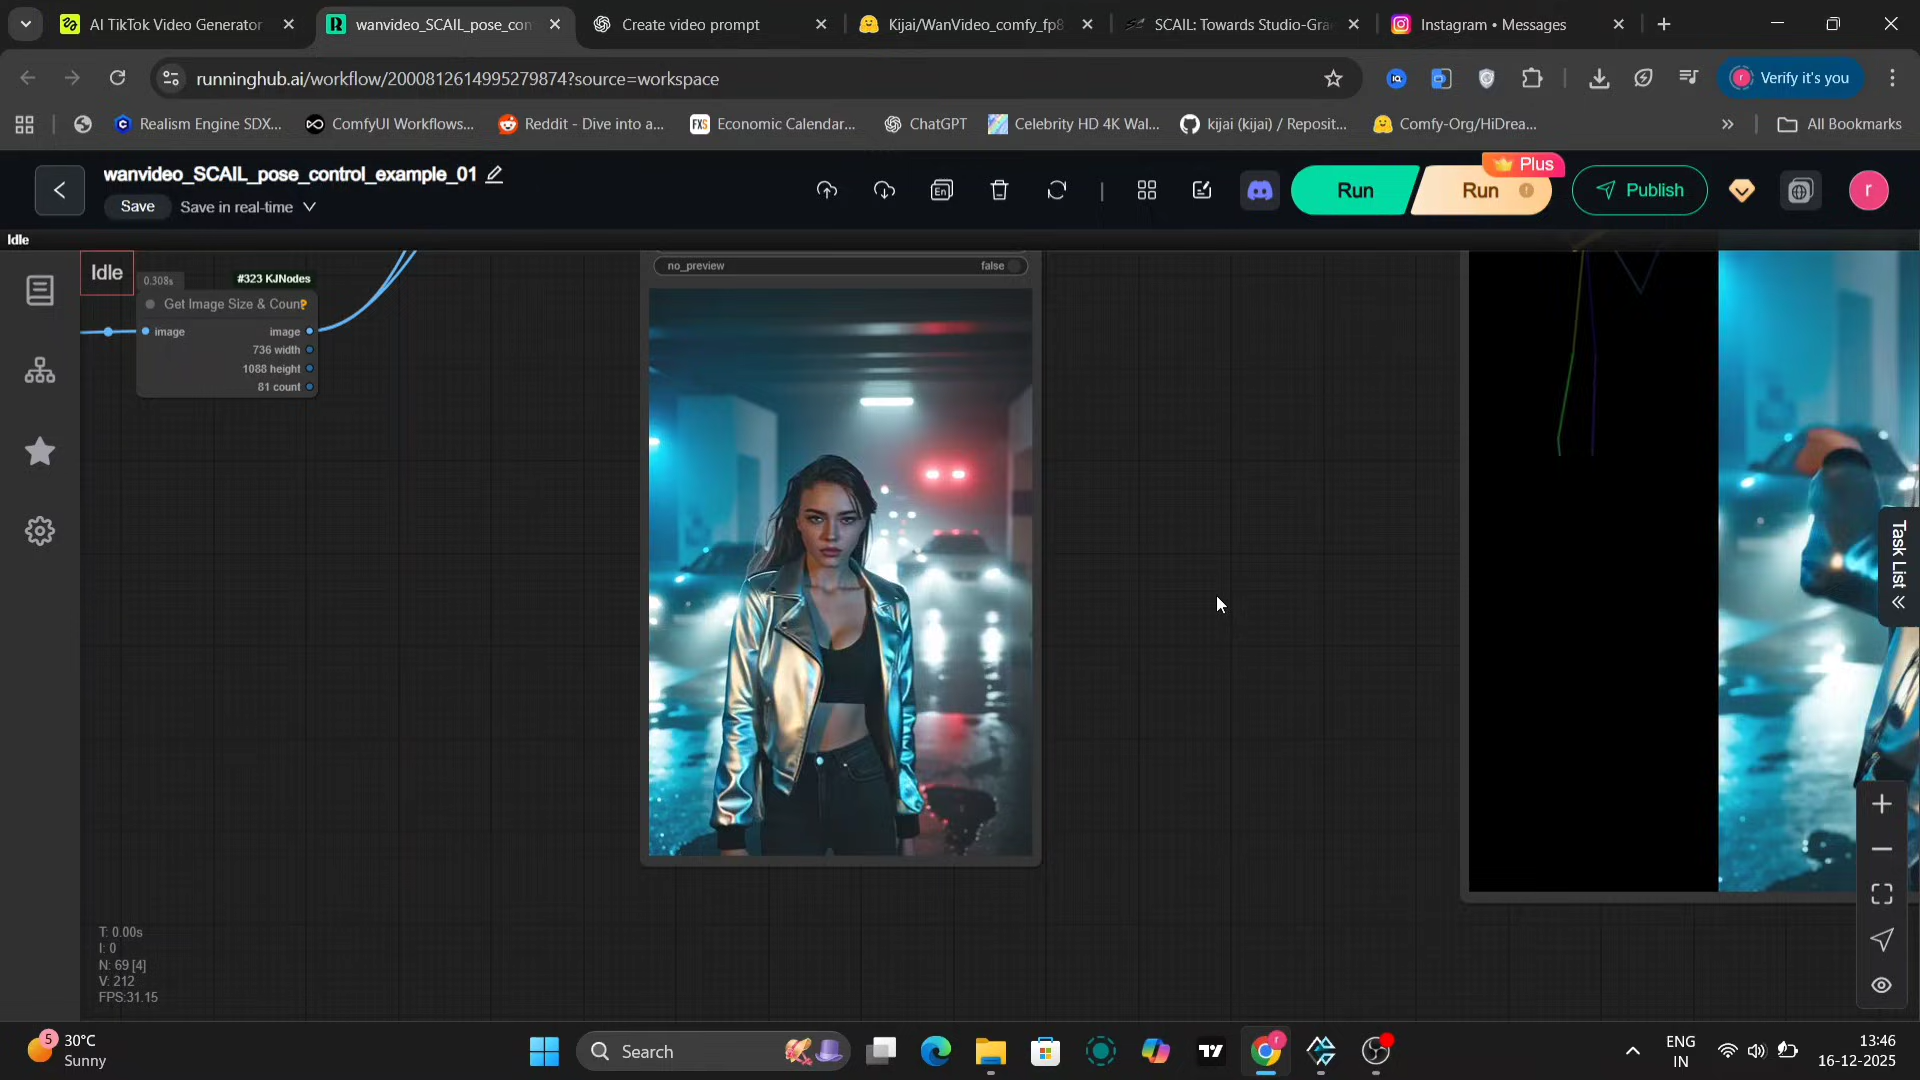 AI TikTok Video Generator
wanvideo_SCAIL_pose_con
Create video prompt
Kijai/WanVideo_comfy_fp8
SCAIL: Towards Studio-Gra
Instagram • Messages
runninghub.ai/workflow/2000812614995279874?source=workspace
Verify it's you
Realism Engine SDX...
ComfyUI Workflows...
Reddit - Dive into a...
Economic Calendar...
ChatGPT
Celebrity HD 4K Wal...
kijai (kijai) / Reposit...
Comfy-Org/HiDrea...
All Bookmarks
wanvideo_SCAIL_pose_control_example_01
Save
Save in real-time
En
Run
Run
Plus
Publish
r
Idle
Idle
0.308s
#323 KJNodes
Get Image Size & Coun
image
image
736 width
1088 height
81 count
no_preview
false
Task List
T: 0.00s
I: 0
N: 69 [4]
V: 212
FPS:31.15
5
30°C
Sunny
Search
ENG
IN
13:46
16-12-2025